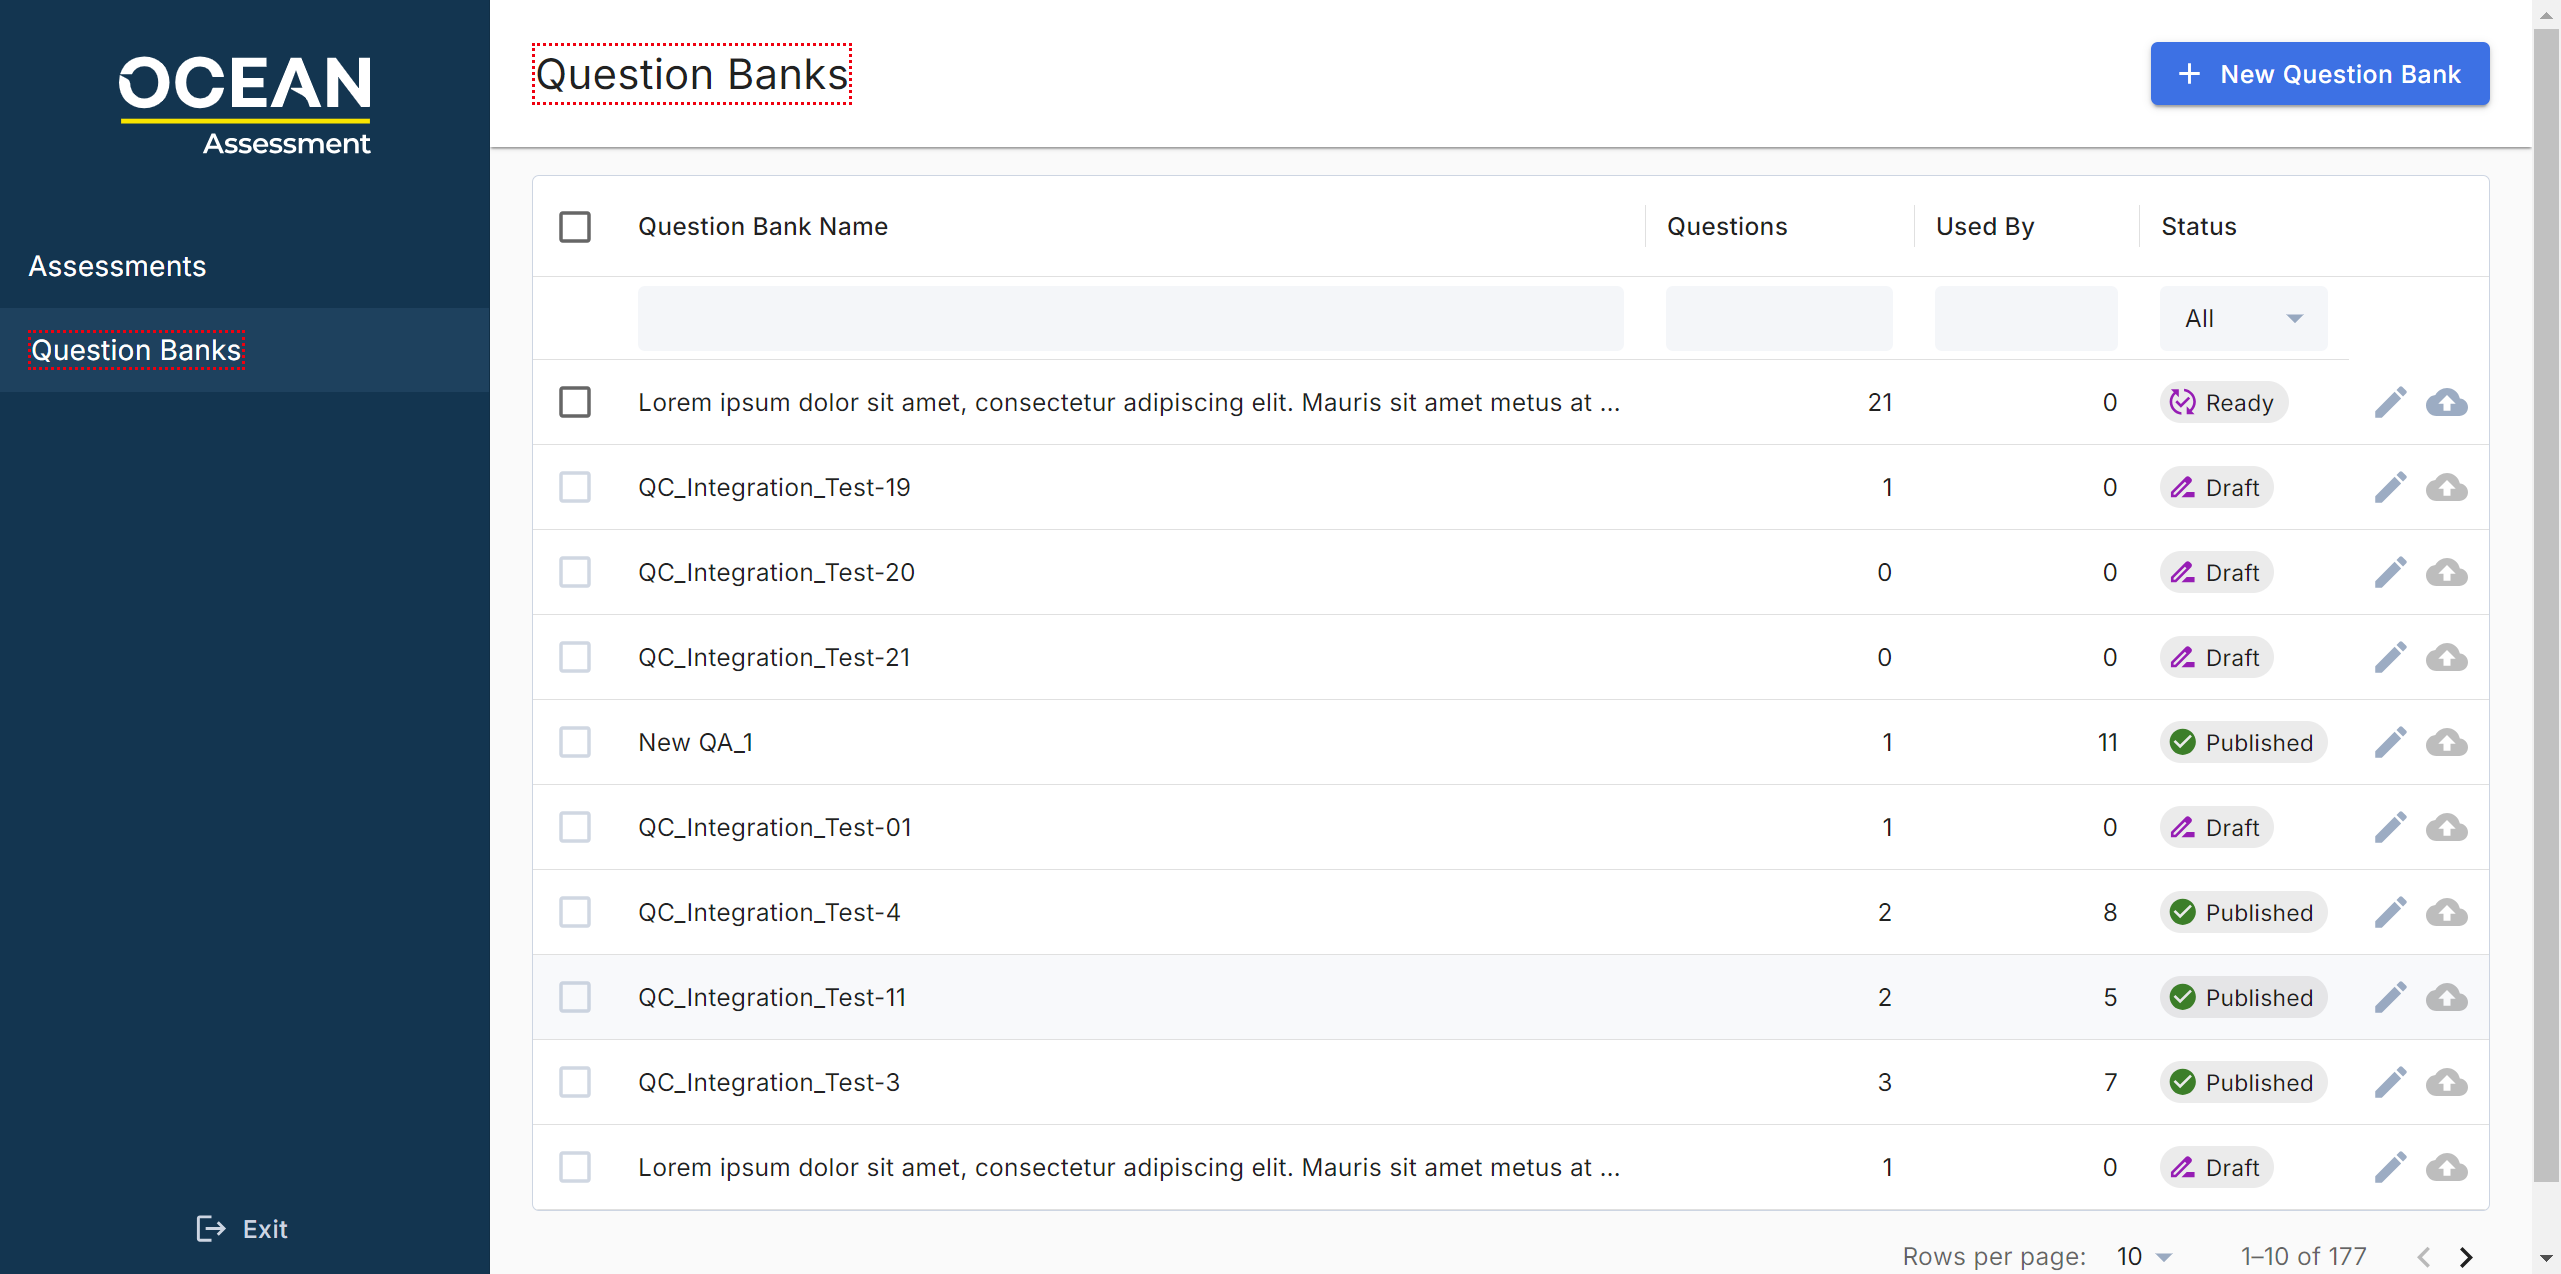 OCEAN
Assessment
Assessments
Question Banks
Exit
Question Banks
New Question Bank
Question Bank Name Questions Used By Status
All
Lorem ipsum dolor sit amet, consectetur adipiscing elit. Mauris sit amet metus at ... 21 0 Ready
QC_Integration_Test-19 1 0 Draft
QC_Integration_Test-20 0 0 Draft
QC_Integration_Test-21 0 0 Draft
New QA_1 1 11 Published
QC_Integration_Test-01 1 0 Draft
QC_Integration_Test-4 2 8 Published
QC_Integration_Test-11 2 5 Published
QC_Integration_Test-3 3 7 Published
Lorem ipsum dolor sit amet, consectetur adipiscing elit. Mauris sit amet metus at ... 1 0 Draft
Rows per page: 10 1–10 of 177